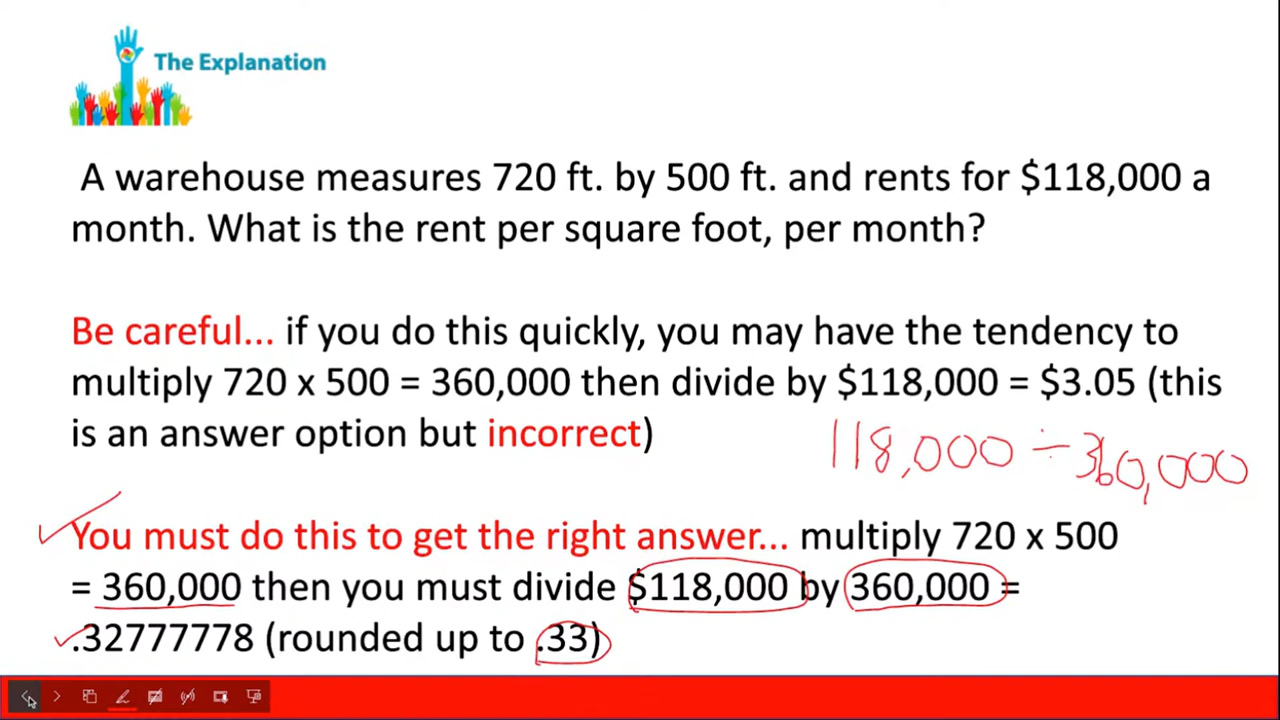 The Explanation
A warehouse measures 720 ft. by 500 ft. and rents for $118,000 a
month. What is the rent per square foot, per month?
Be careful... if you do this quickly, you may have the tendency to
multiply 720 x 500 = 360,000 then divide by $118,000 = $3.05 (this
is an answer option but incorrect)
118,000 ÷ 360,000
You must do this to get the right answer... multiply 720 x 500
= 360,000 then you must divide $118,000 by 360,000 =
.32777778 (rounded up to .33)